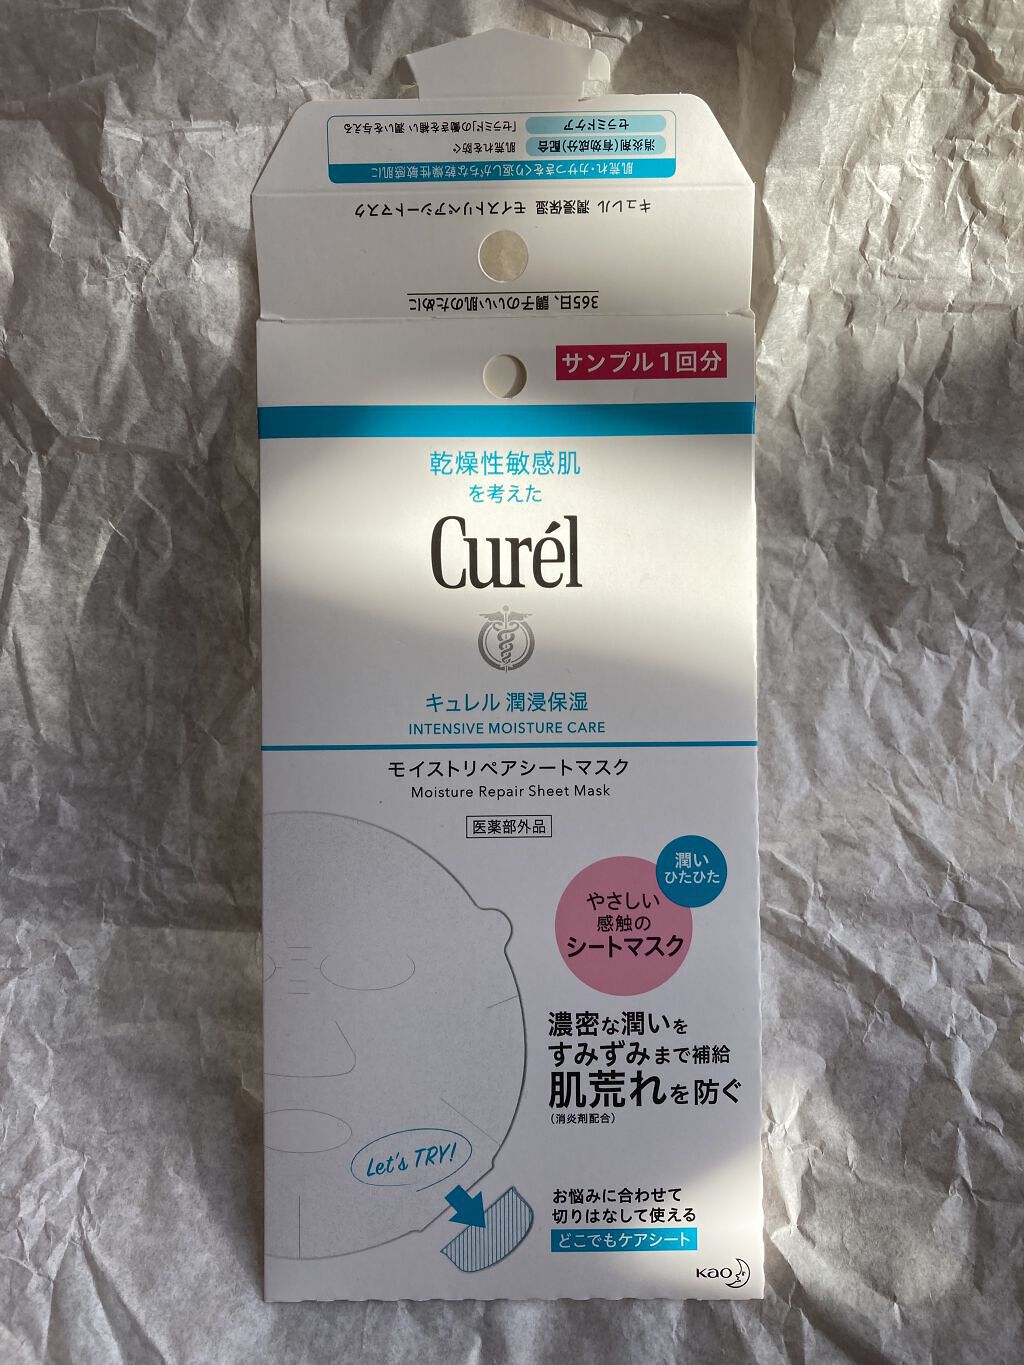 肌荒れ・カサつきをくり返しがちな乾燥性敏感肌に
消炎剤(有効成分)配合 肌荒れを防ぐ
セラミドケア 「セラミド」の働きを補い 潤いを与える
キュレル 潤浸保湿 モイストリペアシートマスク
365日、調子のいい肌のために
サンプル1回分
乾燥性敏感肌
を考えた
Curél
キュレル 潤浸保湿
INTENSIVE MOISTURE CARE
モイストリペアシートマスク
Moisture Repair Sheet Mask
医薬部外品
潤い
ひたひた
やさしい
感触の
シートマスク
濃密な潤いを
すみずみまで補給
肌荒れを防ぐ
(消炎剤配合)
Let's TRY!
お悩みに合わせて
切りはなして使える
どこでもケアシート
Kao